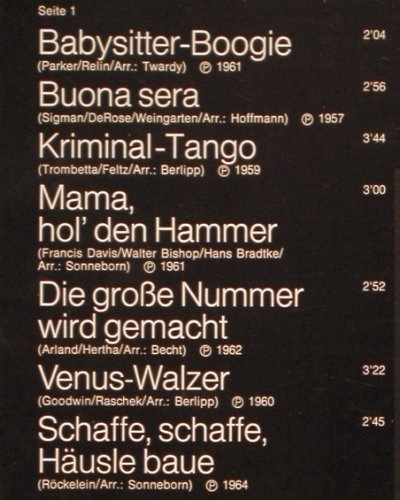 Seite 1
Babysitter-Boogie 2'04
(Parker/Relin/Arr.: Twardy) ℗ 1961
Buona sera 2'56
(Sigman/DeRose/Weingarten/Arr.: Hoffmann) ℗ 1957
Kriminal-Tango 3'44
(Trombetta/Feltz/Arr.: Berlipp) ℗ 1959
Mama, 3'00
hol' den Hammer
(Francis Davis/Walter Bishop/Hans Bradtke/
Arr.: Sonneborn) ℗ 1961
Die große Nummer 2'52
wird gemacht
(Arland/Hertha/Arr.: Becht) ℗ 1962
Venus-Walzer 3'22
(Goodwin/Raschek/Arr.: Berlipp) ℗ 1960
Schaffe, schaffe, 2'45
Häusle baue
(Röckelein/Arr.: Sonneborn) ℗ 1964